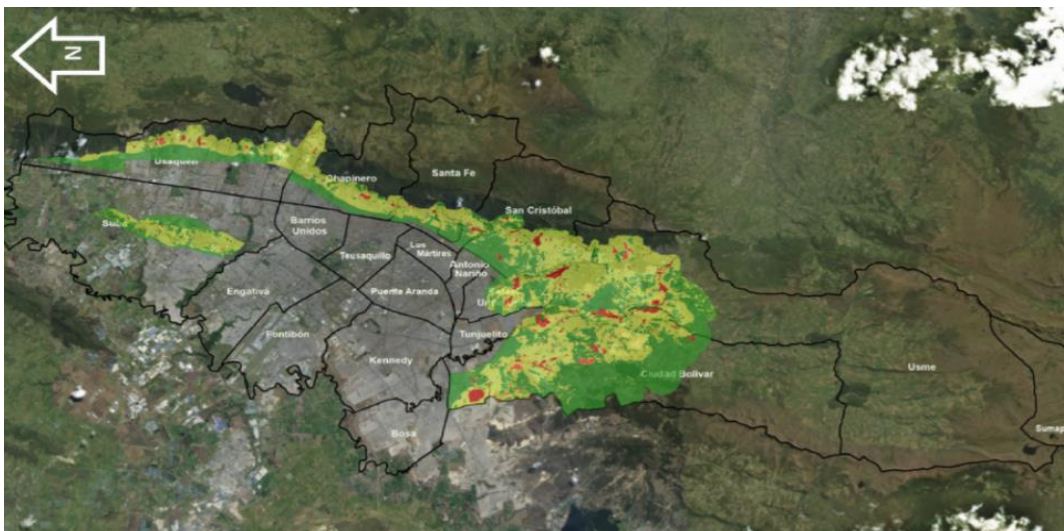 N
Usaquén
Chapinero
Santa Fe
San Cristóbal
Suba
Barrios
Unidos
Teusaquillo
Los
Mártires
Antonio
Nariño
Engativá
Puente Aranda
Fontibón
Tunjuelito
Kennedy
Ciudad Bolívar
Usme
Bosa
Sumap